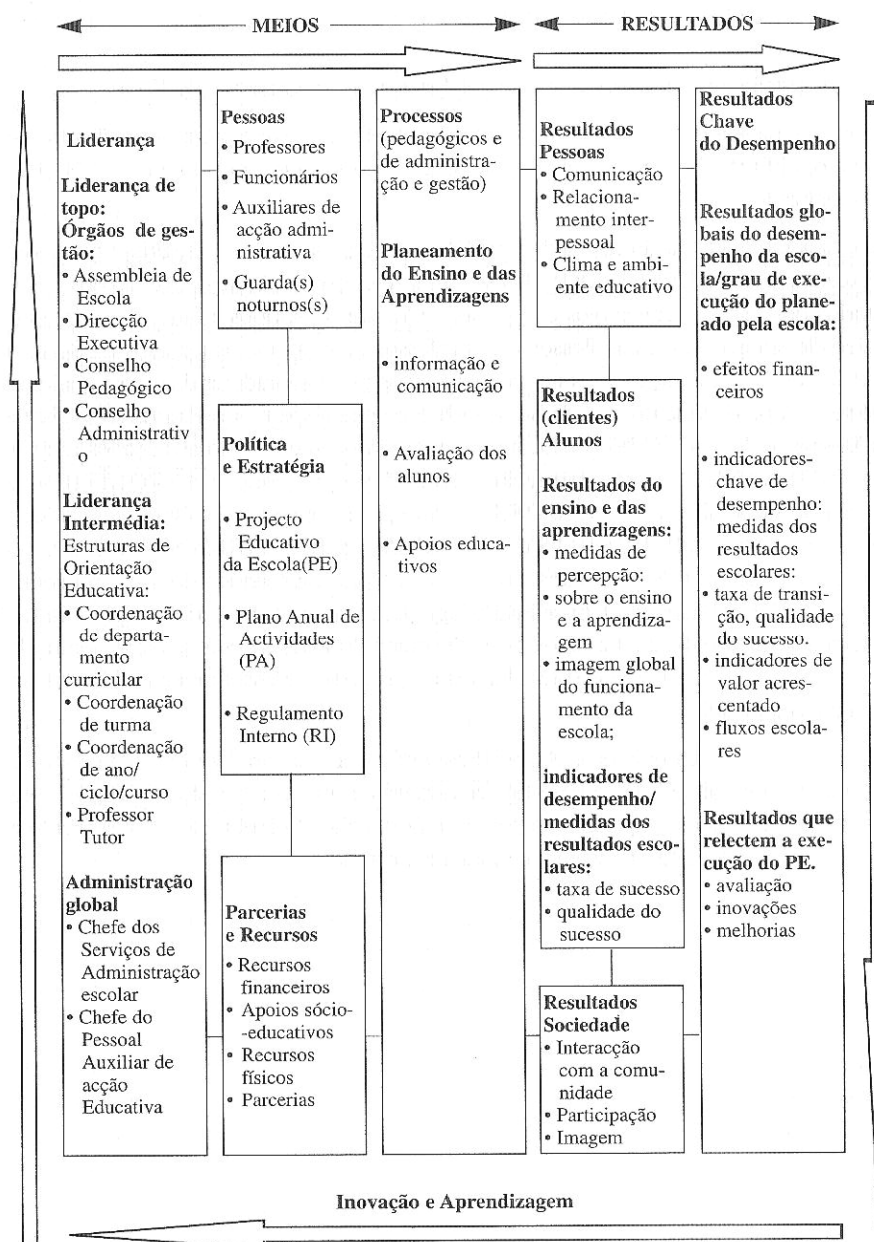 MEIOS
RESULTADOS
Liderança
Liderança de
topo:
Órgãos de ges-
tão:
• Assembleia de
Escola
• Direcção
Executiva
• Conselho
Pedagógico
• Conselho
Administrativ
o
Liderança
Intermédia:
Estruturas de
Orientação
Educativa:
• Coordenação
de departa-
mento
curricular
• Coordenação
de turma
• Coordenação
de ano/
ciclo/curso
• Professor
Tutor
Administração
global
• Chefe dos
Serviços de
Administração
escolar
• Chefe do
Pessoal
Auxiliar de
acção
Educativa
Pessoas
• Professores
• Funcionários
• Auxiliares de
acção admi-
nistrativa
• Guarda(s)
noturnos(s)
Política
e Estratégia
• Projecto
Educativo
da Escola(PE)
• Plano Anual de
Actividades
(PA)
• Regulamento
Interno (RI)
Parcerias
e Recursos
• Recursos
financeiros
• Apoios sócio-
-educativos
• Recursos
físicos
• Parcerias
Processos
(pedagógicos e
de administra-
ção e gestão)
Planeamento
do Ensino e das
Aprendizagens
• informação e
comunicação
• Avaliação dos
alunos
• Apoios educa-
tivos
Resultados
Pessoas
• Comunicação
• Relaciona-
mento inter-
pessoal
• Clima e ambi-
ente educativo
Resultados
(clientes)
Alunos
Resultados do
ensino e das
aprendizagens:
• medidas de
percepção:
• sobre o ensino
e a aprendiza-
gem
• imagem global
do funciona-
mento da
escola;
indicadores de
desempenho/
medidas dos
resultados esco-
lares:
• taxa de sucesso
• qualidade do
sucesso
Resultados
Sociedade
• Interacção
com a comu-
nidade
• Participação
• Imagem
Resultados
Chave
do Desempenho
Resultados glo-
bais do desem-
penho da esco-
la/grau de exe-
cução do plane-
ado pela escola:
• efeitos finan-
ceiros
• indicadores-
chave de
desempenho:
medidas dos
resultados
escolares:
• taxa de transi-
ção, qualidade
do sucesso.
• indicadores de
valor acres-
centado
• fluxos escola-
res
Resultados que
relectem a exe-
cução do PE.
• avaliação
• inovações
• melhorias
Inovação e Aprendizagem